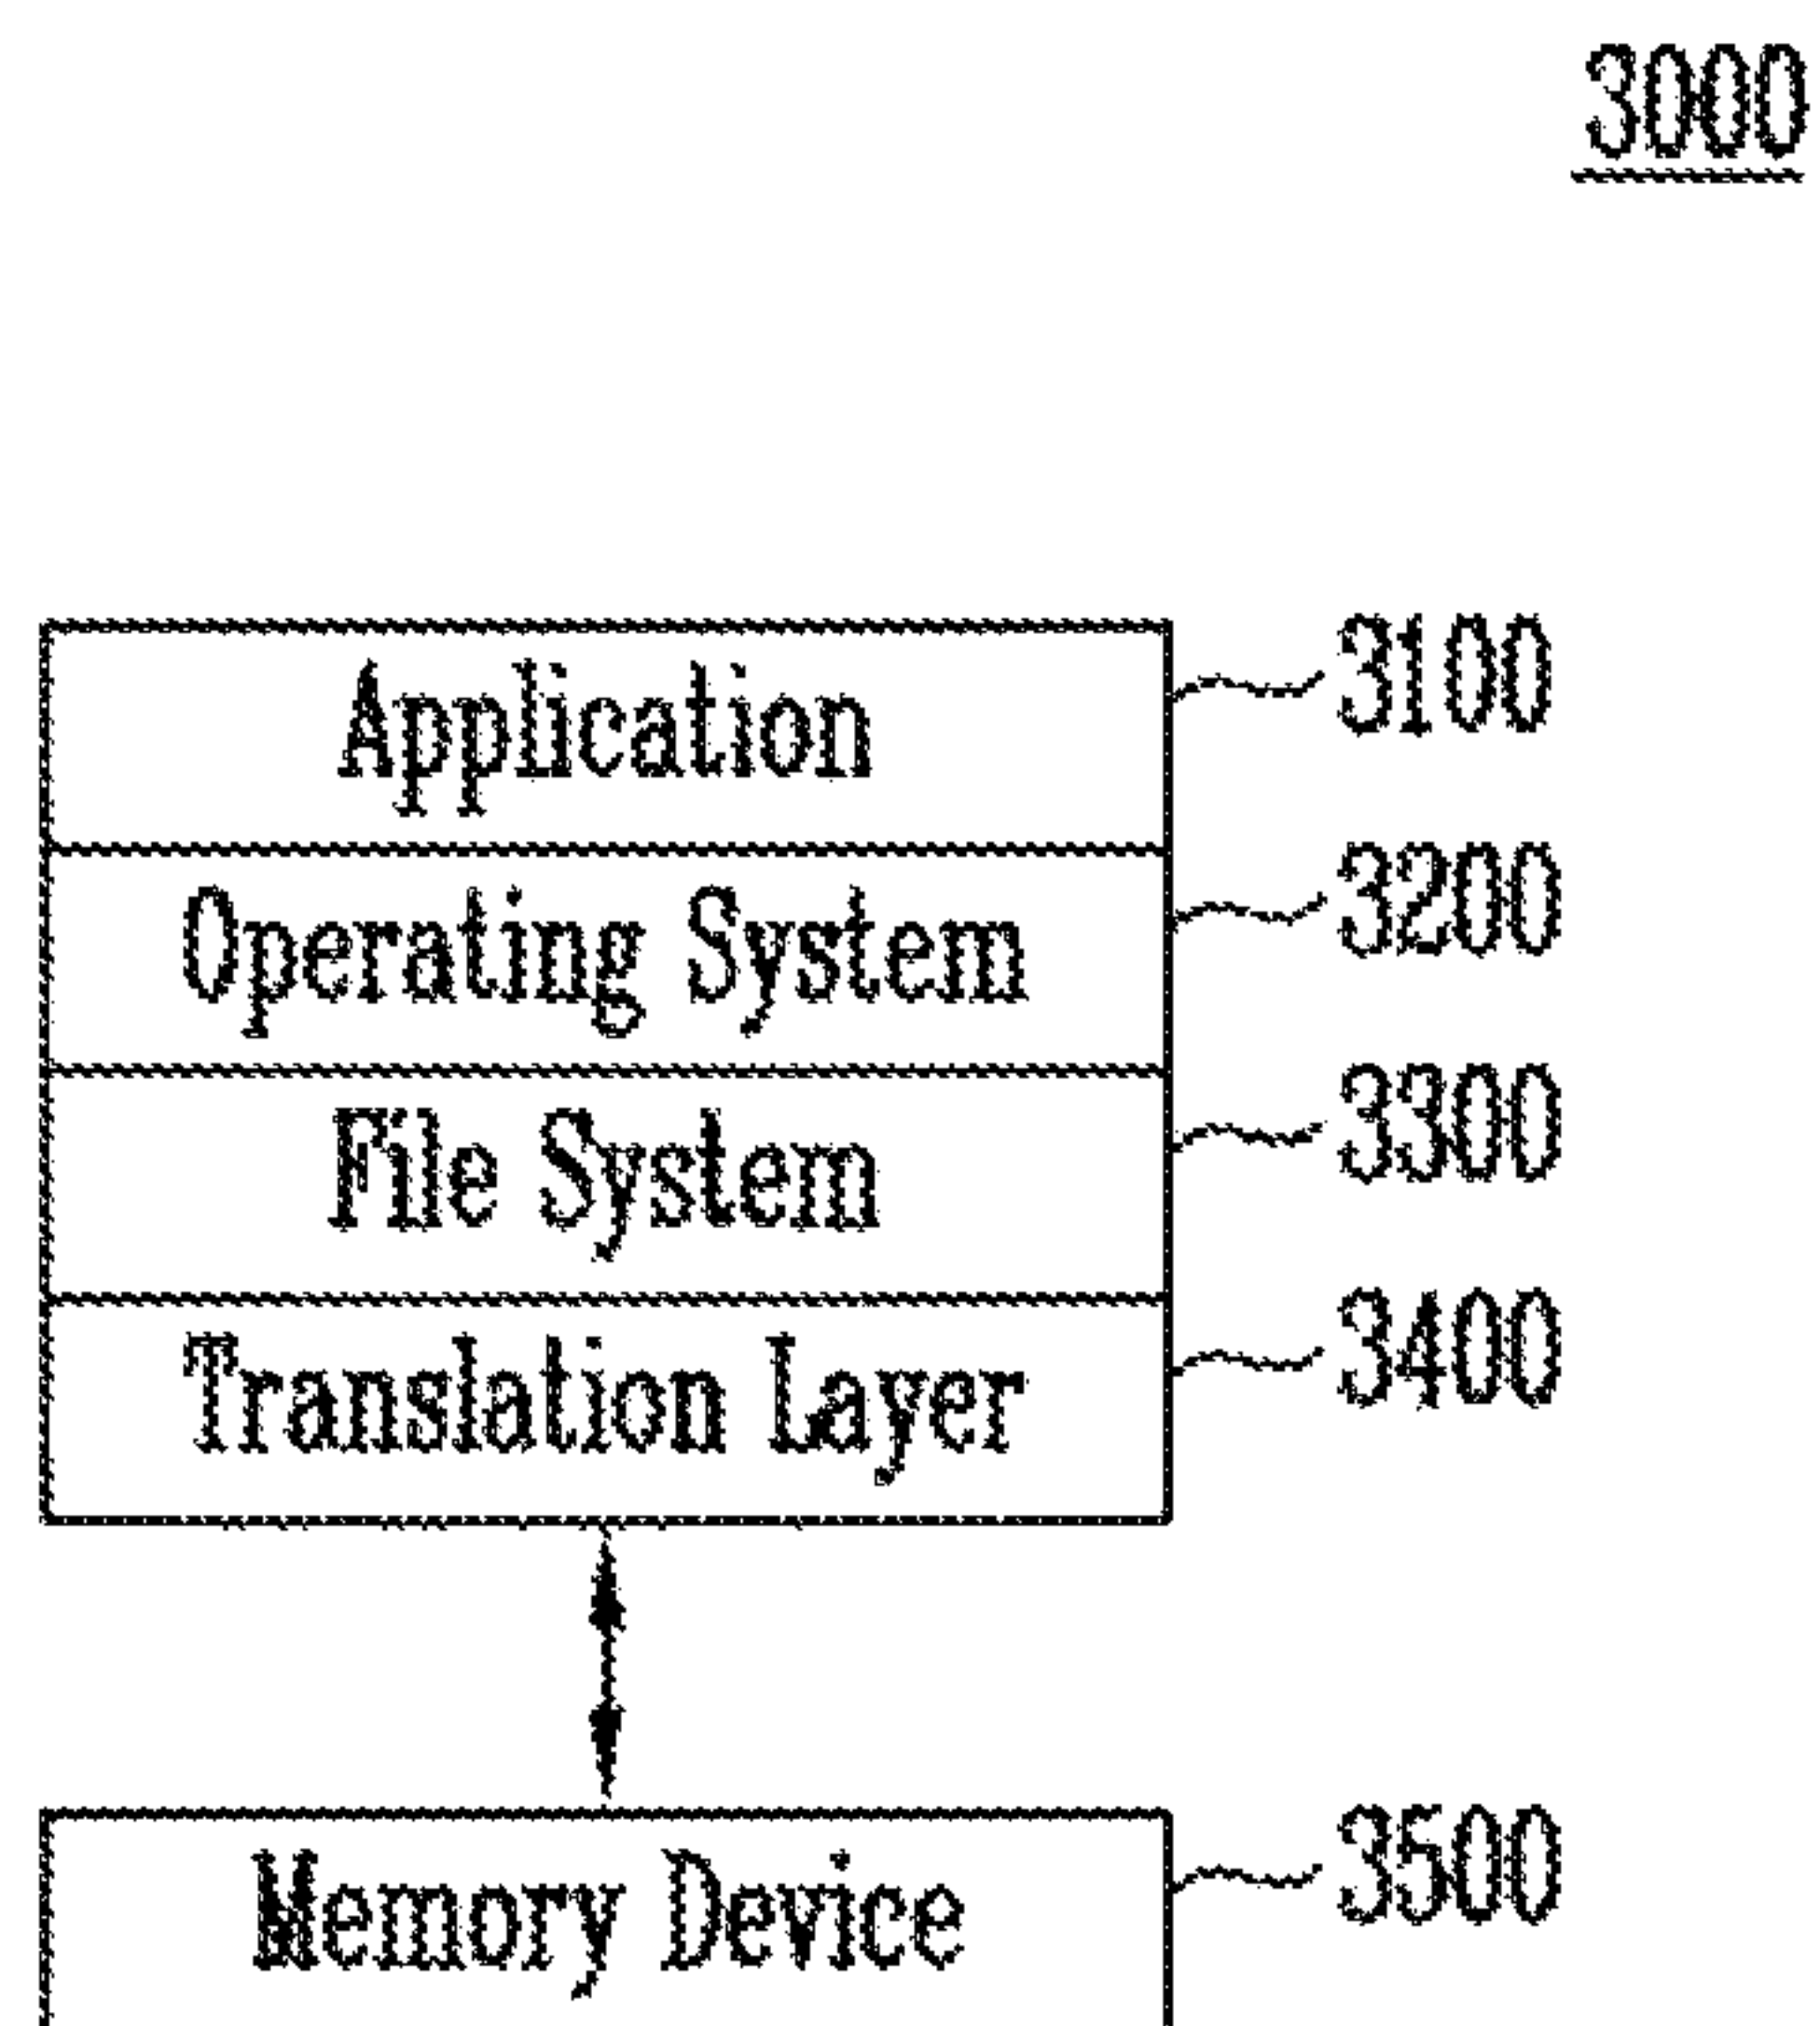 3000
Application 3100
Operating System 3200
File System 3300
Translation Layer 3400
Memory Device 3500